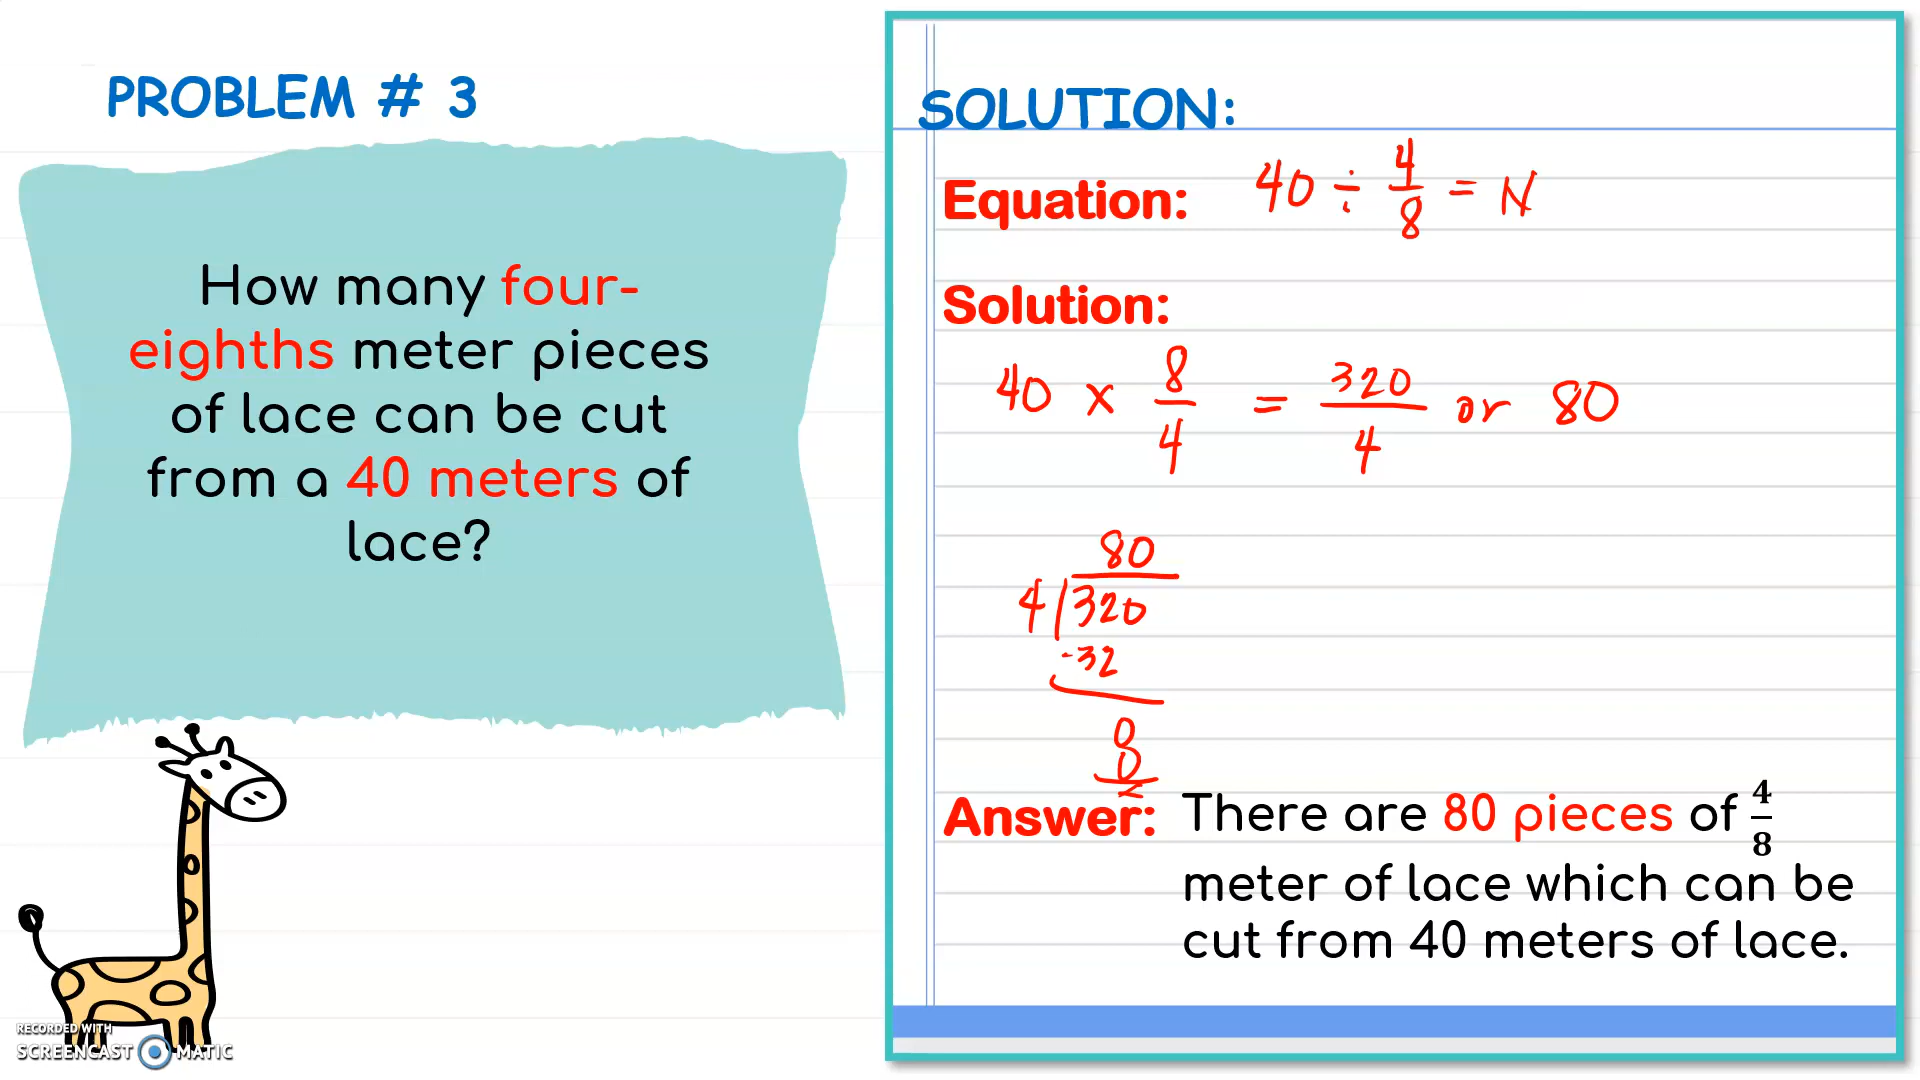 PROBLEM # 3
How many four-
eighths meter pieces
of lace can be cut
from a 40 meters of
lace?
SOLUTION:
Equation: 40 ÷ 4/8 = N
Solution:
40 x 8/4 = 320/4 or 80
80
4 320
-32
0
0
Answer: There are 80 pieces of 4/8
meter of lace which can be
cut from 40 meters of lace.
RECORDED WITH
SCREENCAST MATIC